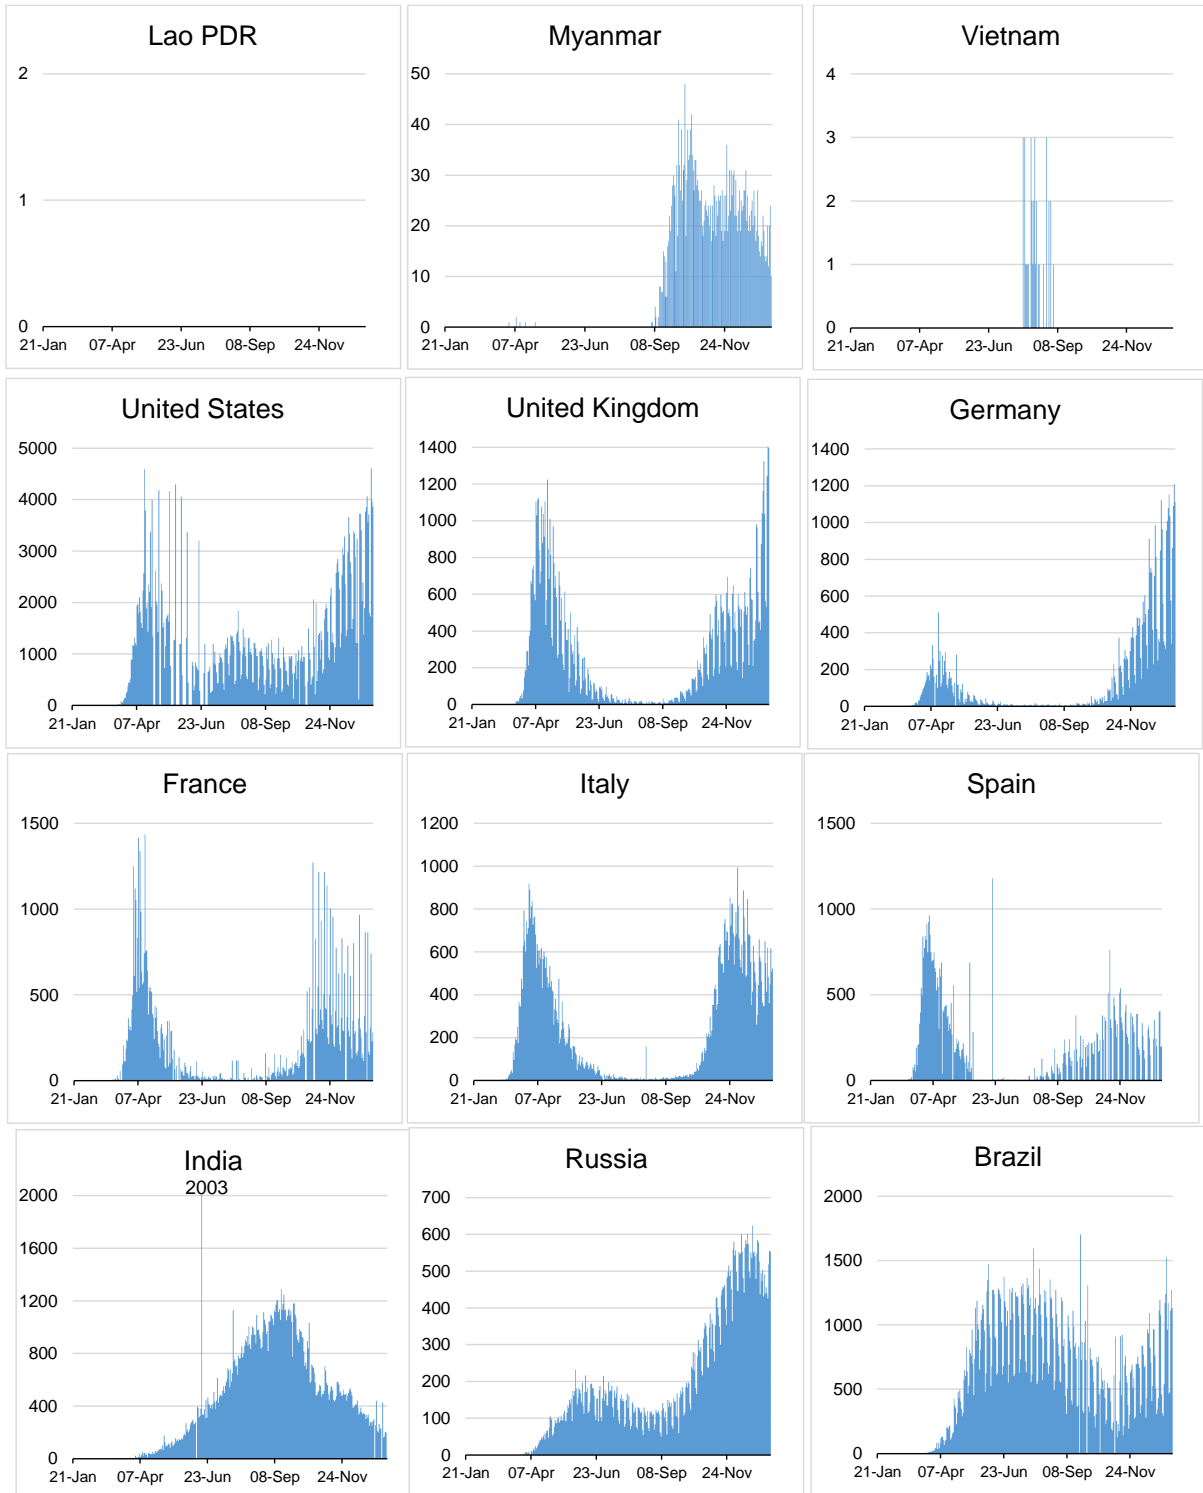 Lao PDR
2
1
0
21-Jan 07-Apr 23-Jun 08-Sep 24-Nov
Myanmar
50
40
30
20
10
0
21-Jan 07-Apr 23-Jun 08-Sep 24-Nov
Vietnam
4
3
2
1
0
21-Jan 07-Apr 23-Jun 08-Sep 24-Nov
United States
5000
4000
3000
2000
1000
0
21-Jan 07-Apr 23-Jun 08-Sep 24-Nov
United Kingdom
1400
1200
1000
800
600
400
200
0
21-Jan 07-Apr 23-Jun 08-Sep 24-Nov
Germany
1400
1200
1000
800
600
400
200
0
21-Jan 07-Apr 23-Jun 08-Sep 24-Nov
France
1500
1000
500
0
21-Jan 07-Apr 23-Jun 08-Sep 24-Nov
Italy
1200
1000
800
600
400
200
0
21-Jan 07-Apr 23-Jun 08-Sep 24-Nov
Spain
1500
1000
500
0
21-Jan 07-Apr 23-Jun 08-Sep 24-Nov
India
2003
2000
1600
1200
800
400
0
21-Jan 07-Apr 23-Jun 08-Sep 24-Nov
Russia
700
600
500
400
300
200
100
0
21-Jan 07-Apr 23-Jun 08-Sep 24-Nov
Brazil
2000
1500
1000
500
0
21-Jan 07-Apr 23-Jun 08-Sep 24-Nov